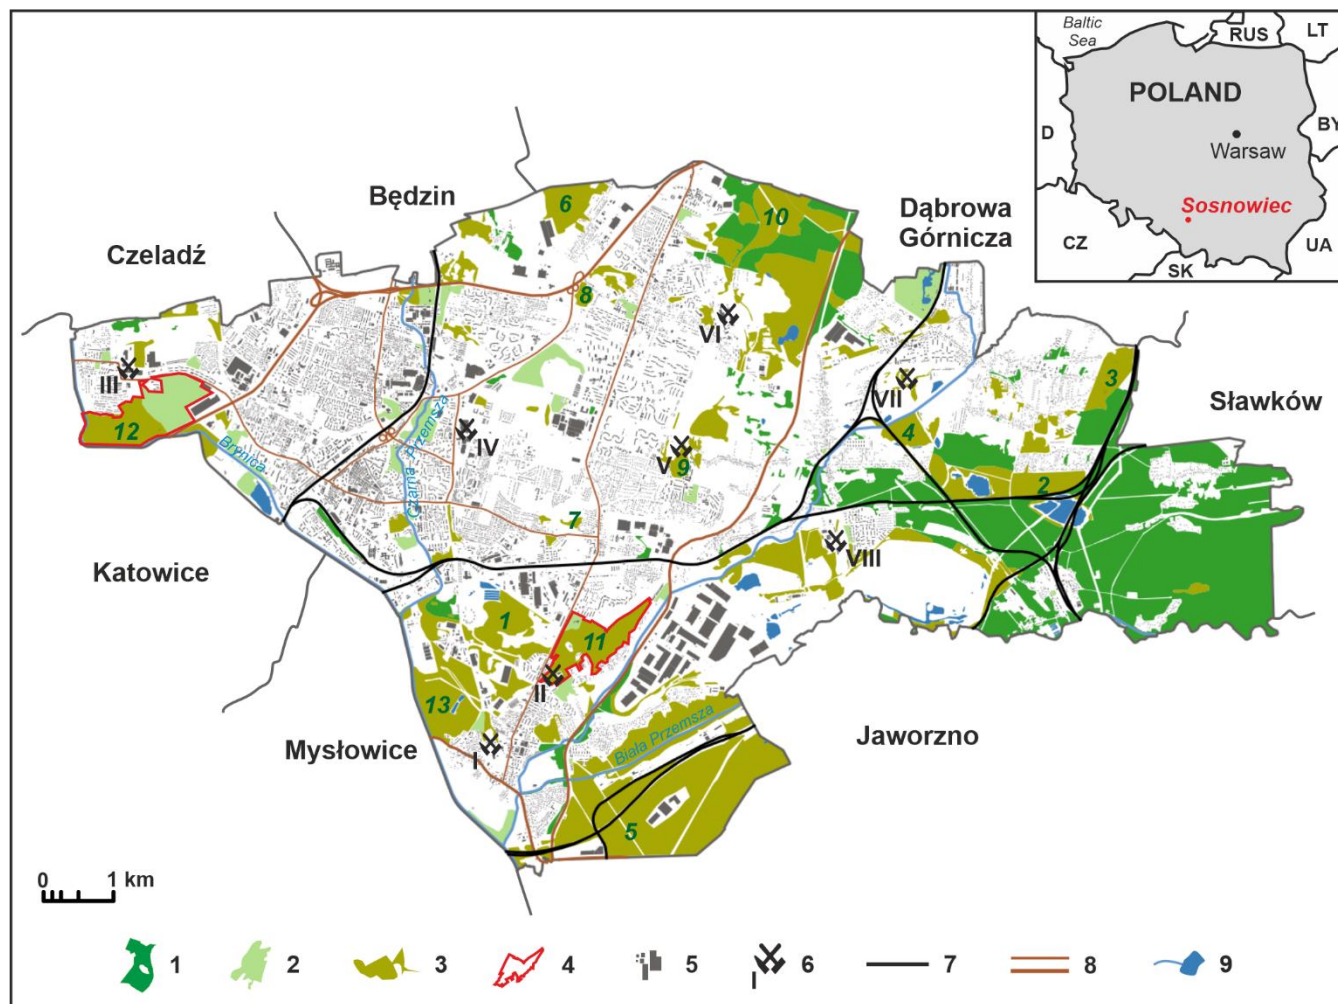 Baltic
Sea
RUS
LT
POLAND
D
BY
Warsaw
Sosnowiec
CZ
UA
SK
Będzin
Czeladź
Dąbrowa
Górnicza
Sławków
Katowice
Mysłowice
Jaworzno
6
10
8
VI
III
12
Brynica
Czarna Przemsza
IV
V
9
7
VII
4
3
2
VIII
1
11
II
13
I
Biała Przemsza
5
0 1 km
1
2
3
4
5
I
6
7
8
9